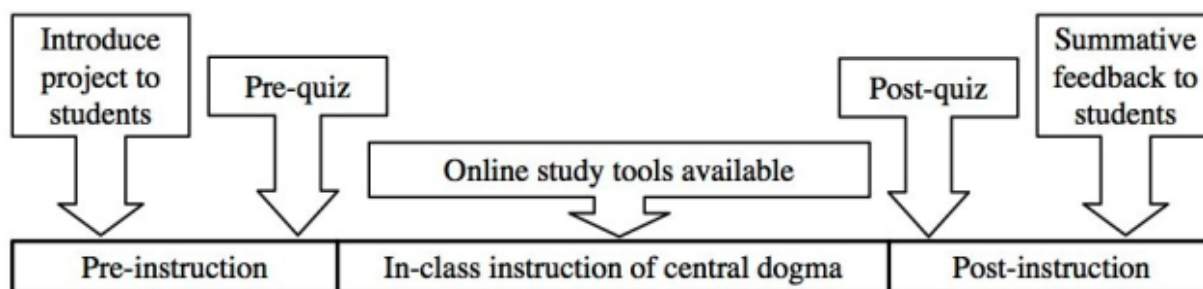 Introduce
project to
students
Pre-quiz
Online study tools available
Post-quiz
Summative
feedback to
students
Pre-instruction
In-class instruction of central dogma
Post-instruction